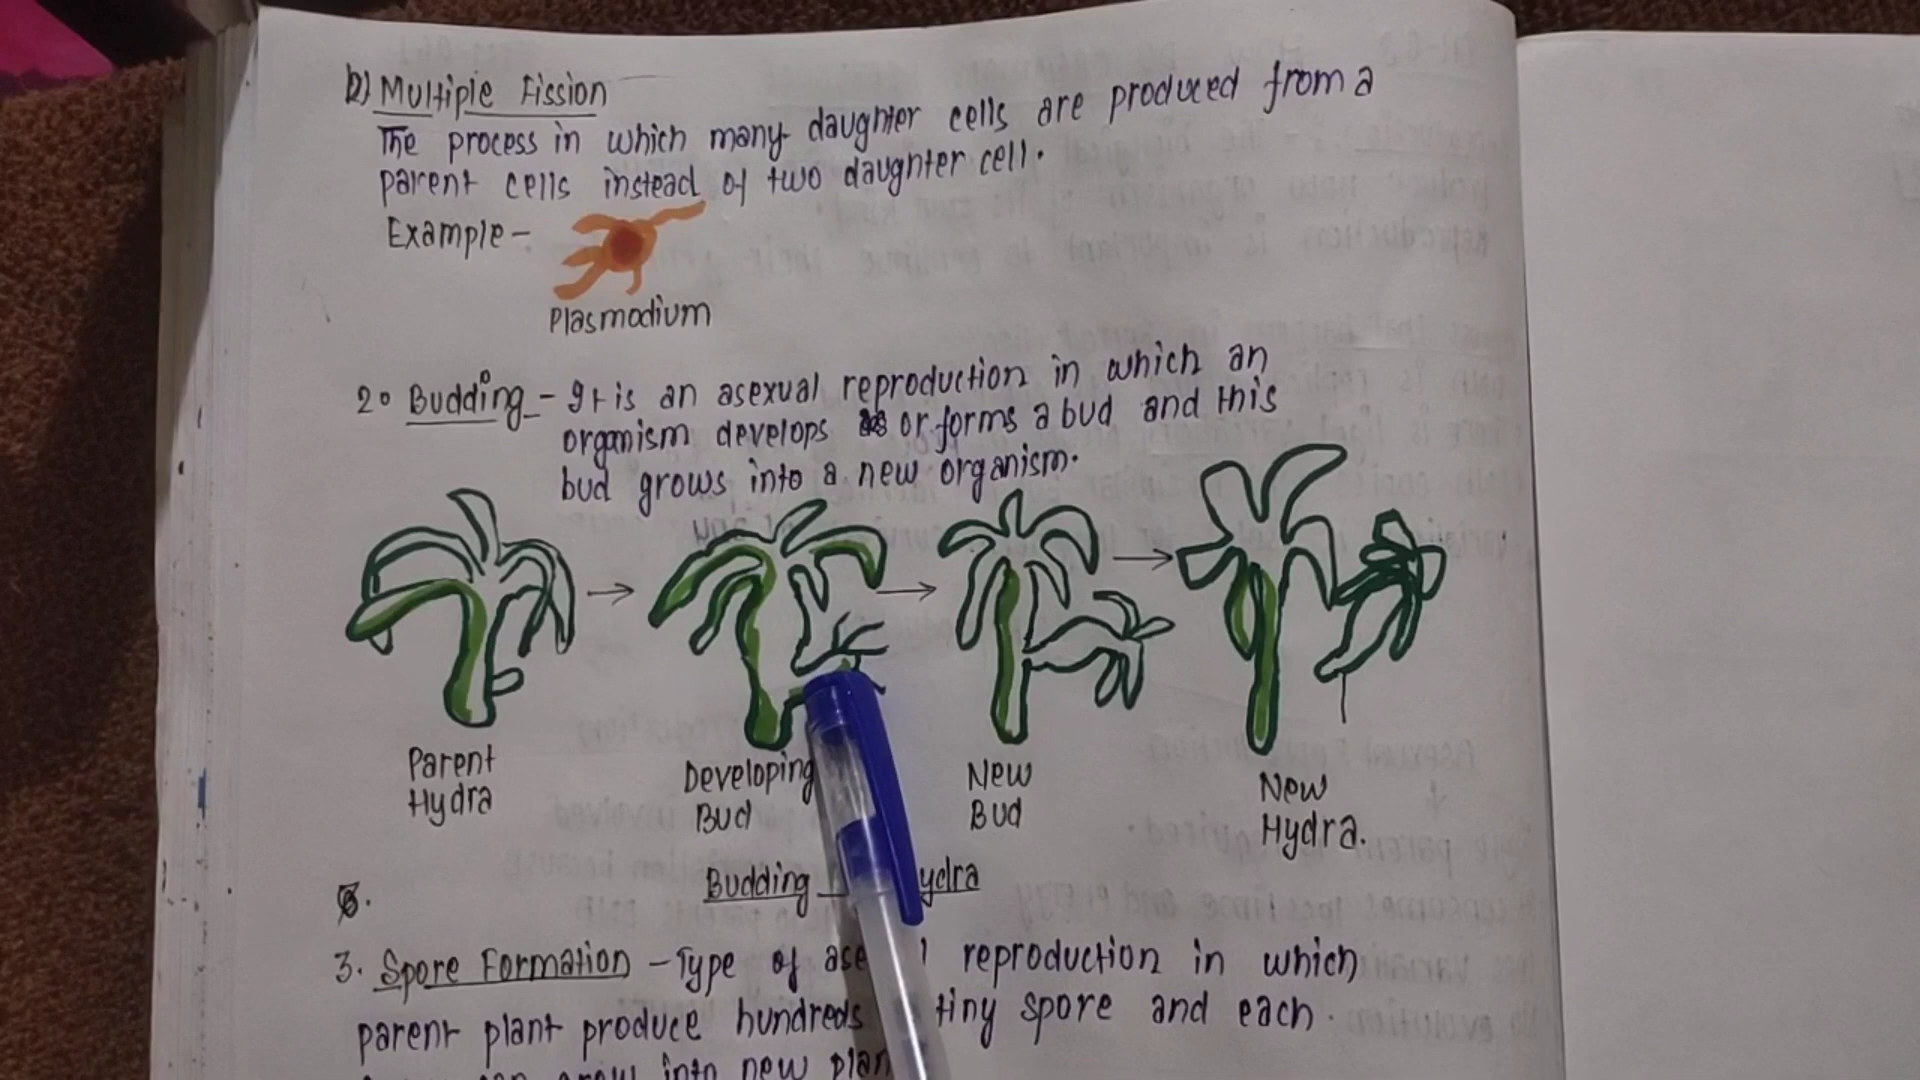 b) Multiple Fission
The process in which many daughter cells are produced from a
parent cells instead of two daughter cell.
Example -
Plasmodium
2. Budding - It is an asexual reproduction in which an
organism develops or forms a bud and this
bud grows into a new organism.
Parent
Hydra
Developing
Bud
New
Bud
New
Hydra.
Budding
3. Spore Formation - Type of reproduction in which
parent plant produce hundreds tiny spore and each
grow into new